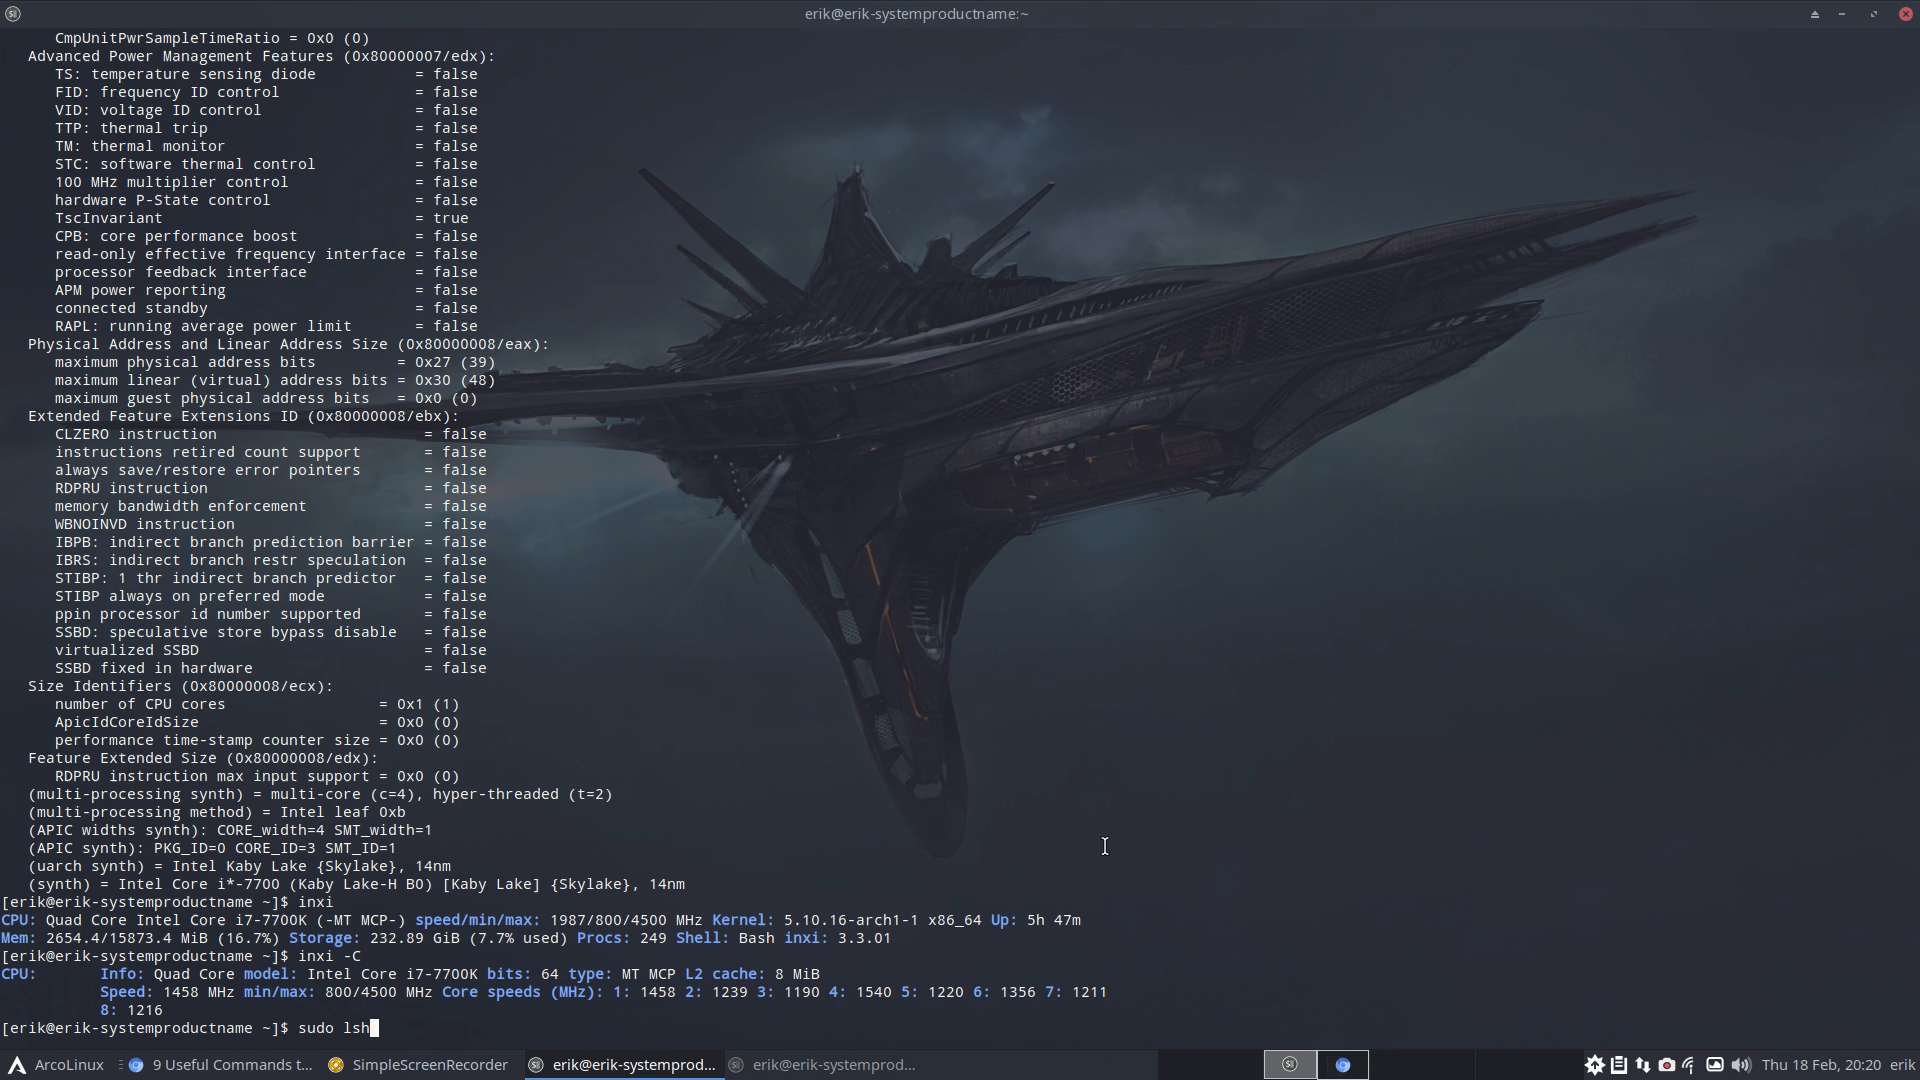 erik@erik-systemproductname:~
CmpUnitPwrSampleTimeRatio = 0x0 (0)
Advanced Power Management Features (0x80000007/edx):
TS: temperature sensing diode = false
FID: frequency ID control = false
VID: voltage ID control = false
TTP: thermal trip = false
TM: thermal monitor = false
STC: software thermal control = false
100 MHz multiplier control = false
hardware P-State control = false
TscInvariant = true
CPB: core performance boost = false
read-only effective frequency interface = false
processor feedback interface = false
APM power reporting = false
connected standby = false
RAPL: running average power limit = false
Physical Address and Linear Address Size (0x80000008/eax):
maximum physical address bits = 0x27 (39)
maximum linear (virtual) address bits = 0x30 (48)
maximum guest physical address bits = 0x0 (0)
Extended Feature Extensions ID (0x80000008/ebx):
CLZERO instruction = false
instructions retired count support = false
always save/restore error pointers = false
RDPRU instruction = false
memory bandwidth enforcement = false
WBNOINVD instruction = false
IBPB: indirect branch prediction barrier = false
IBRS: indirect branch restr speculation = false
STIBP: 1 thr indirect branch predictor = false
STIBP always on preferred mode = false
ppin processor id number supported = false
SSBD: speculative store bypass disable = false
virtualized SSBD = false
SSBD fixed in hardware = false
Size Identifiers (0x80000008/ecx):
number of CPU cores = 0x1 (1)
ApicIdCoreIdSize = 0x0 (0)
performance time-stamp counter size = 0x0 (0)
Feature Extended Size (0x80000008/edx):
RDPRU instruction max input support = 0x0 (0)
(multi-processing synth) = multi-core (c=4), hyper-threaded (t=2)
(multi-processing method) = Intel leaf 0xb
(APIC widths synth): CORE_width=4 SMT_width=1
(APIC synth): PKG_ID=0 CORE_ID=3 SMT_ID=1
(uarch synth) = Intel Kaby Lake {Skylake}, 14nm
(synth) = Intel Core i*-7700 (Kaby Lake-H B0) [Kaby Lake] {Skylake}, 14nm
[erik@erik-systemproductname ~]$ inxi
CPU: Quad Core Intel Core i7-7700K (-MT MCP-) speed/min/max: 1987/800/4500 MHz Kernel: 5.10.16-arch1-1 x86_64 Up: 5h 47m
Mem: 2654.4/15873.4 MiB (16.7%) Storage: 232.89 GiB (7.7% used) Procs: 249 Shell: Bash inxi: 3.3.01
[erik@erik-systemproductname ~]$ inxi -C
CPU: Info: Quad Core model: Intel Core i7-7700K bits: 64 type: MT MCP L2 cache: 8 MiB
Speed: 1458 MHz min/max: 800/4500 MHz Core speeds (MHz): 1: 1458 2: 1239 3: 1190 4: 1540 5: 1220 6: 1356 7: 1211
8: 1216
[erik@erik-systemproductname ~]$ sudo lsh
ArcoLinux 9 Useful Commands t... SimpleScreenRecorder erik@erik-systemprod... erik@erik-systemprod... Thu 18 Feb, 20:20 erik